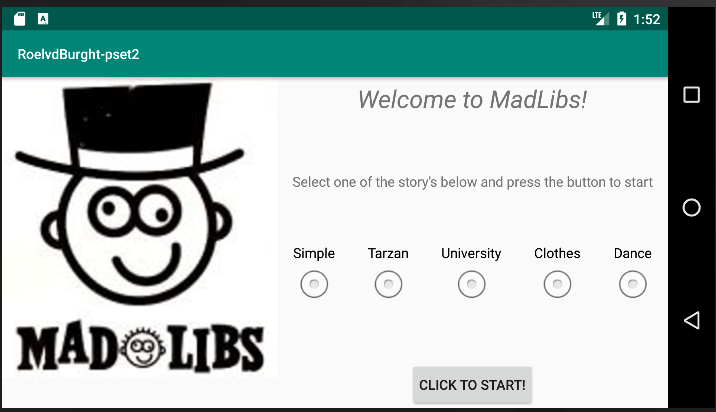 A
LTE
1:52
RoelvdBurght-pset2
MAD LIBS
Welcome to MadLibs!
Select one of the story's below and press the button to start
Simple Tarzan University Clothes Dance
CLICK TO START!